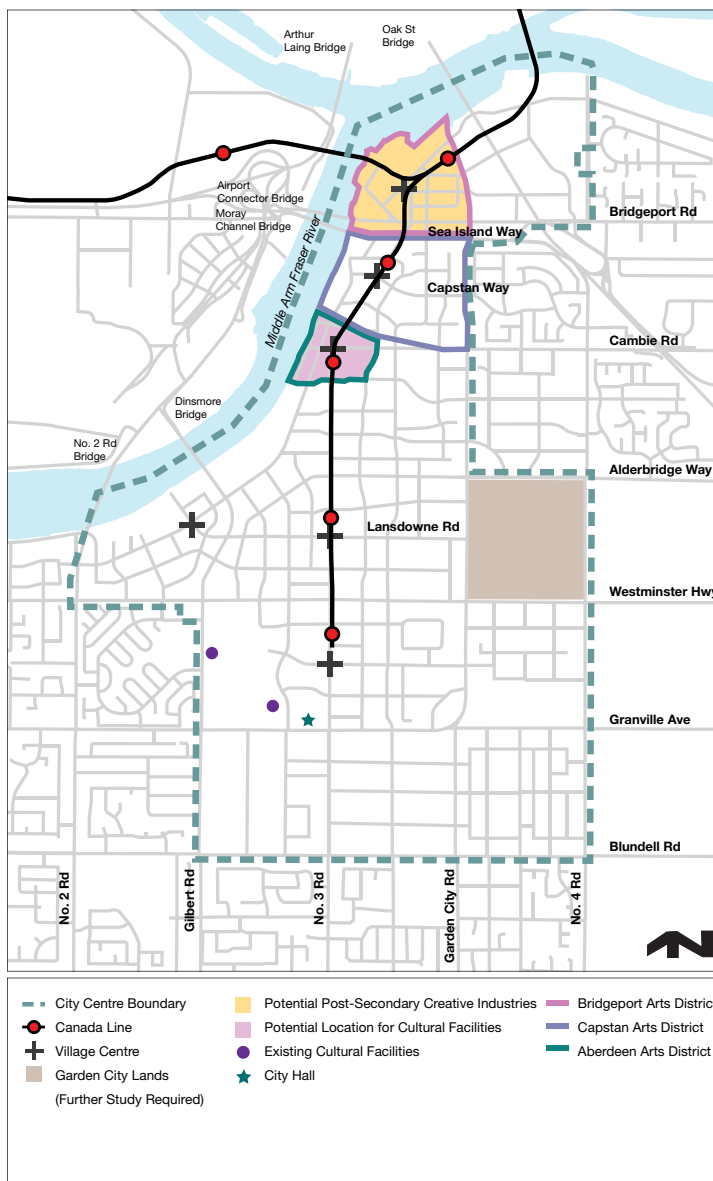 Arthur
Laing Bridge
Oak St
Bridge
Airport
Connector Bridge
Moray
Channel Bridge
Bridgeport Rd
Sea Island Way
Middle Arm Fraser River
Capstan Way
Cambie Rd
Dinsmore
Bridge
No. 2 Rd
Bridge
Alderbridge Way
Lansdowne Rd
Westminster Hwy
Granville Ave
Blundell Rd
No. 2 Rd
Gilbert Rd
No. 3 Rd
Garden City Rd
No. 4 Rd
N
City Centre Boundary
Canada Line
Village Centre
Garden City Lands
(Further Study Required)
Potential Post-Secondary Creative Industries
Potential Location for Cultural Facilities
Existing Cultural Facilities
City Hall
Bridgeport Arts District
Capstan Arts District
Aberdeen Arts District